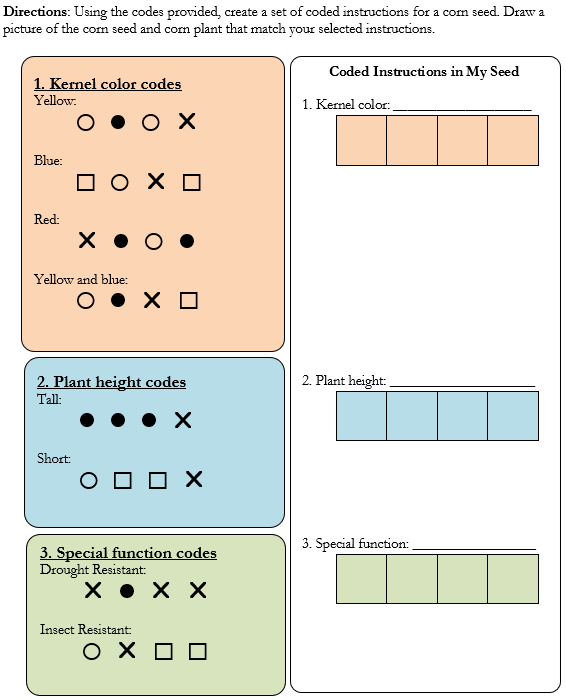 Directions: Using the codes provided, create a set of coded instructions for a corn seed. Draw a
picture of the corn seed and corn plant that match your selected instructions.
1. Kernel color codes
Yellow:
Blue:
Red:
Yellow and blue:
2. Plant height codes
Tall:
Short:
3. Special function codes
Drought Resistant:
Insect Resistant:
Coded Instructions in My Seed
1. Kernel color: ____________________
2. Plant height: ____________________
3. Special function: _________________